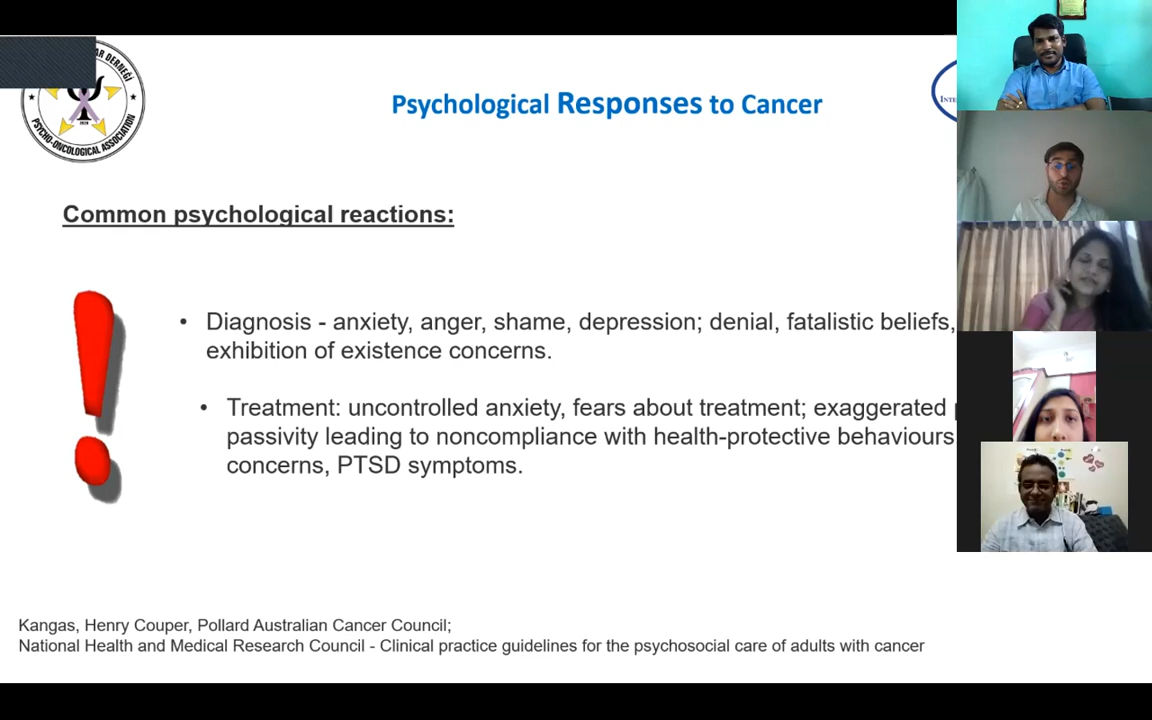 AR DERNEĞİ
PSYCHO-ONCOLOGICAL ASSOCIATION
Psychological Responses to Cancer
INTE
Common psychological reactions:
• Diagnosis - anxiety, anger, shame, depression; denial, fatalistic beliefs,
exhibition of existence concerns.
• Treatment: uncontrolled anxiety, fears about treatment; exaggerated
passivity leading to noncompliance with health-protective behaviours
concerns, PTSD symptoms.
Kangas, Henry Couper, Pollard Australian Cancer Council;
National Health and Medical Research Council - Clinical practice guidelines for the psychosocial care of adults with cancer